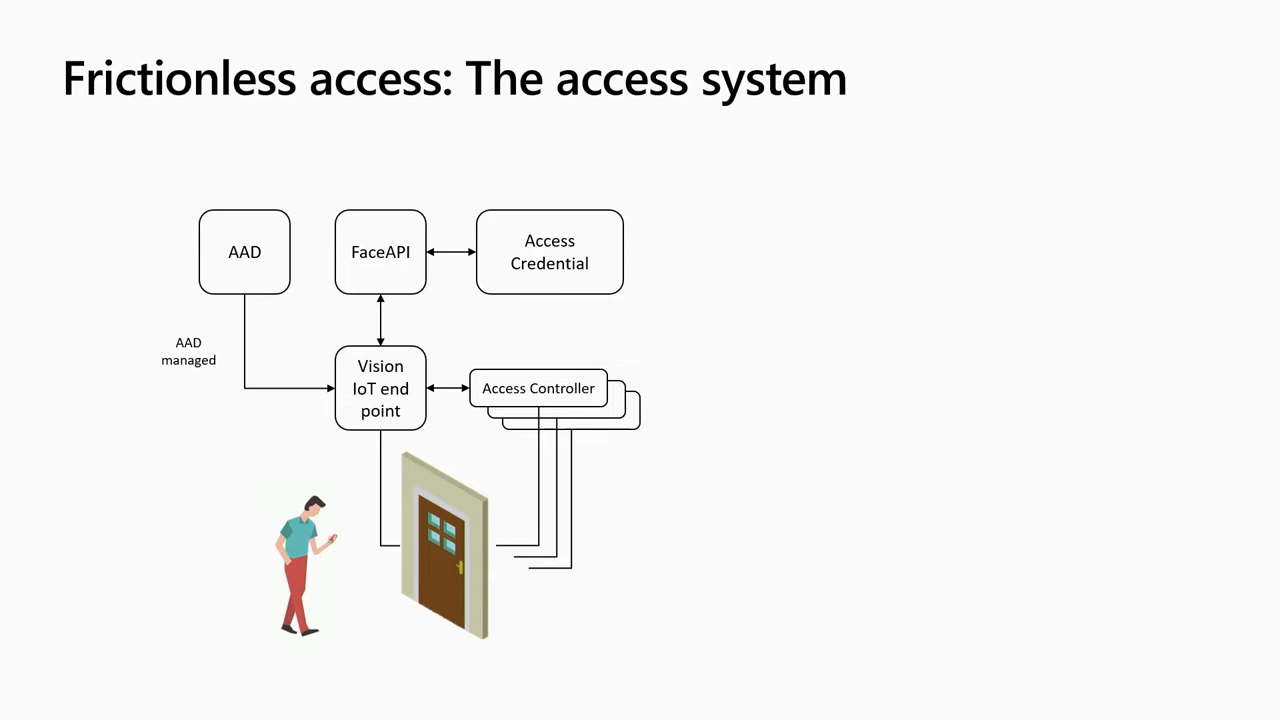 Frictionless access: The access system
AAD
FaceAPI
Access
Credential
AAD
managed
Vision
IoT end
point
Access Controller